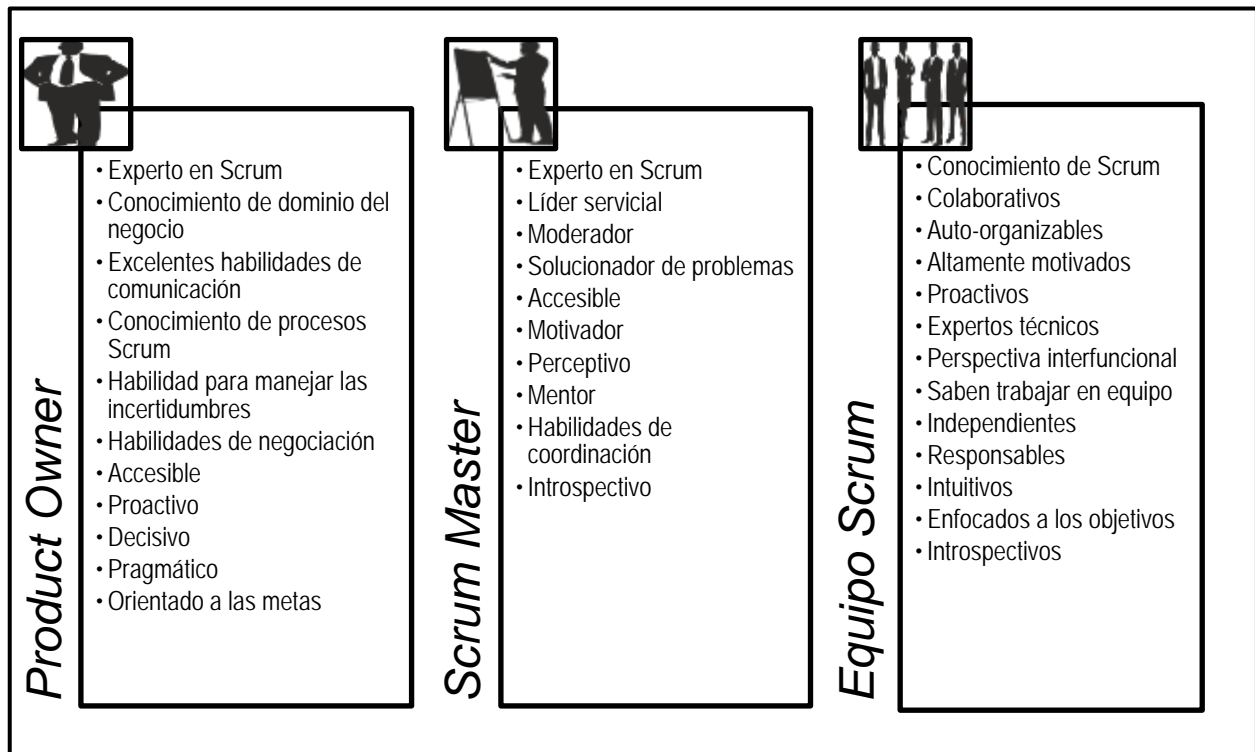 Product Owner
• Experto en Scrum
• Conocimiento de dominio del
negocio
• Excelentes habilidades de
comunicación
• Conocimiento de procesos
Scrum
• Habilidad para manejar las
incertidumbres
• Habilidades de negociación
• Accesible
• Proactivo
• Decisivo
• Pragmático
• Orientado a las metas
Scrum Master
• Experto en Scrum
• Líder servicial
• Moderador
• Solucionador de problemas
• Accesible
• Motivador
• Perceptivo
• Mentor
• Habilidades de
coordinación
• Introspectivo
Equipo Scrum
• Conocimiento de Scrum
• Colaborativos
• Auto-organizables
• Altamente motivados
• Proactivos
• Expertos técnicos
• Perspectiva interfuncional
• Saben trabajar en equipo
• Independientes
• Responsables
• Intuitivos
• Enfocados a los objetivos
• Introspectivos